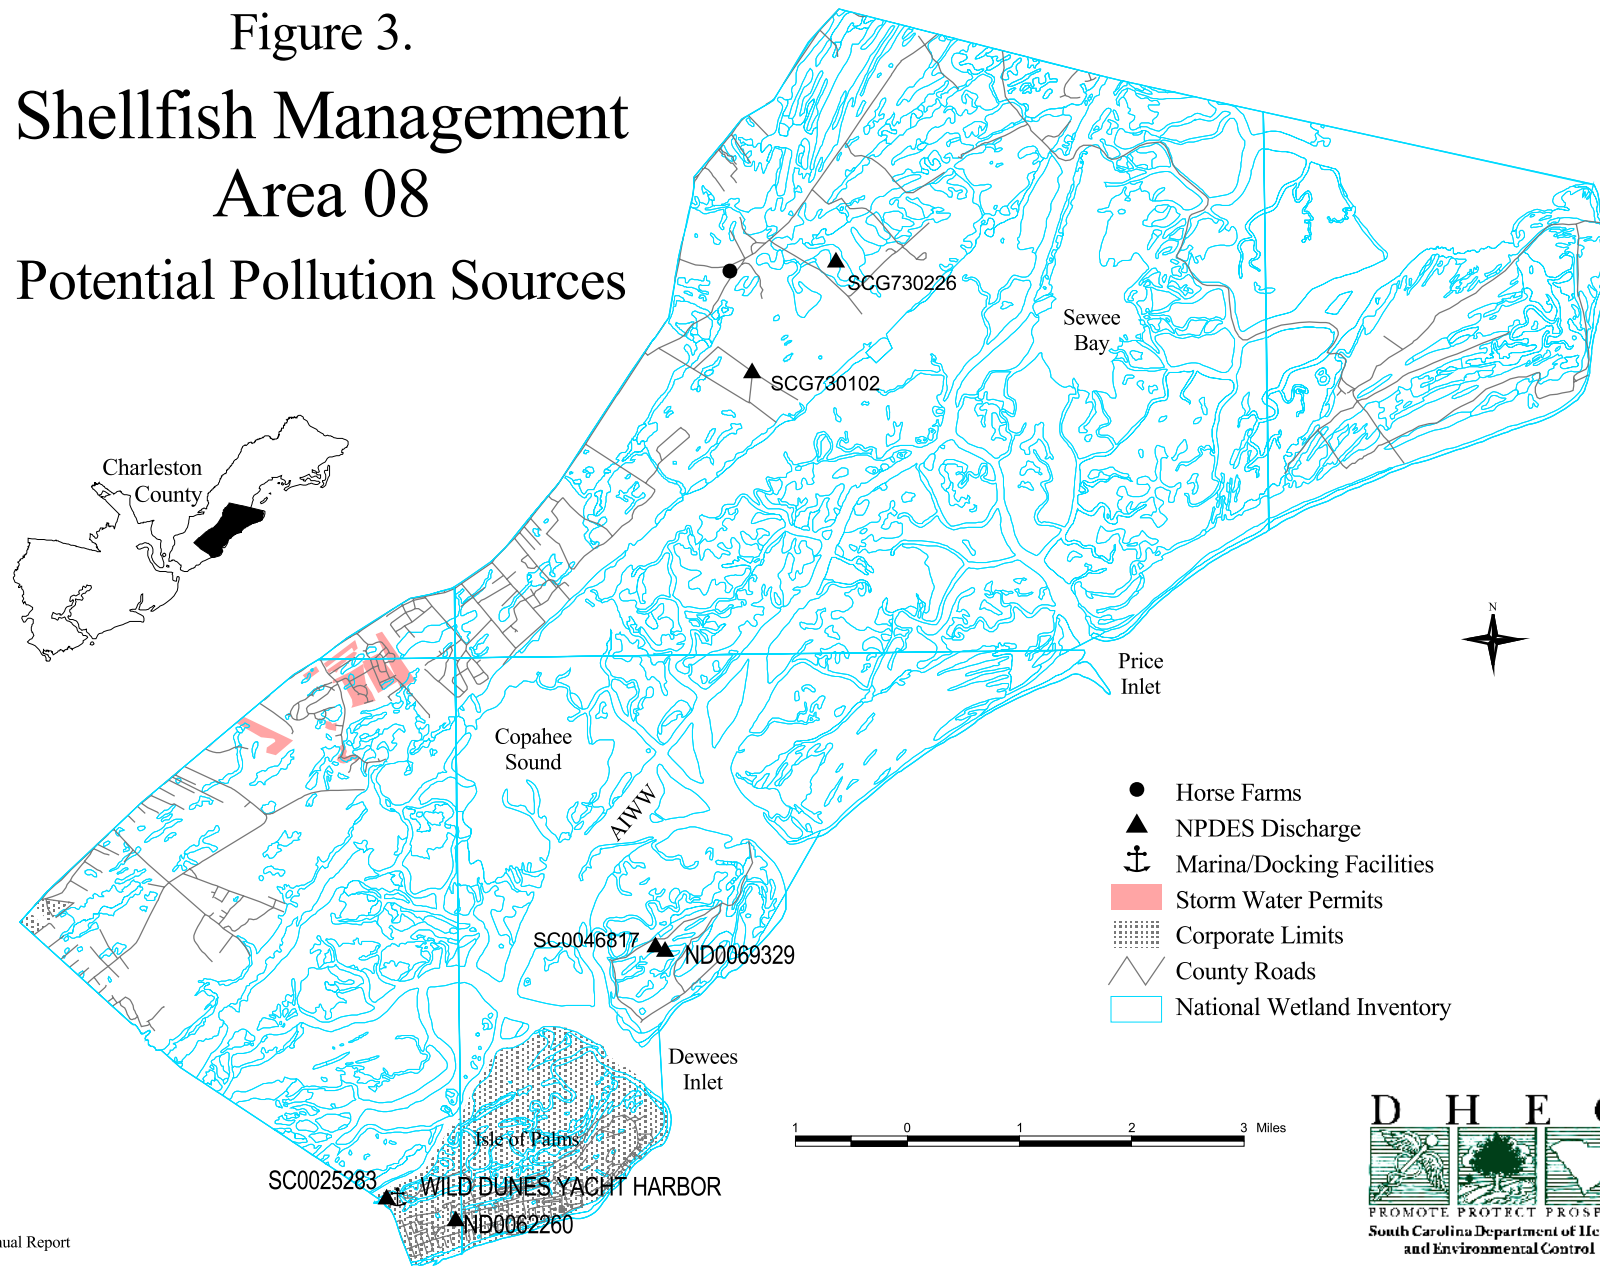 Figure 3.
Shellfish Management
Area 08
Potential Pollution Sources
SCG730226
Sewee
Bay
SCG730102
Charleston
County
N
Price
Inlet
Copahee
Sound
AIWW
Horse Farms
NPDES Discharge
Marina/Docking Facilities
Storm Water Permits
Corporate Limits
County Roads
National Wetland Inventory
SC0046817
ND0069329
Dewees
Inlet
Isle of Palms
1 0 1 2 3 Miles
SC0025283
WILD DUNES YACHT HARBOR
ND0062260
D H E
PROMOTE PROTECT PROSP
South Carolina Department of He
and Environmental Control
ual Report